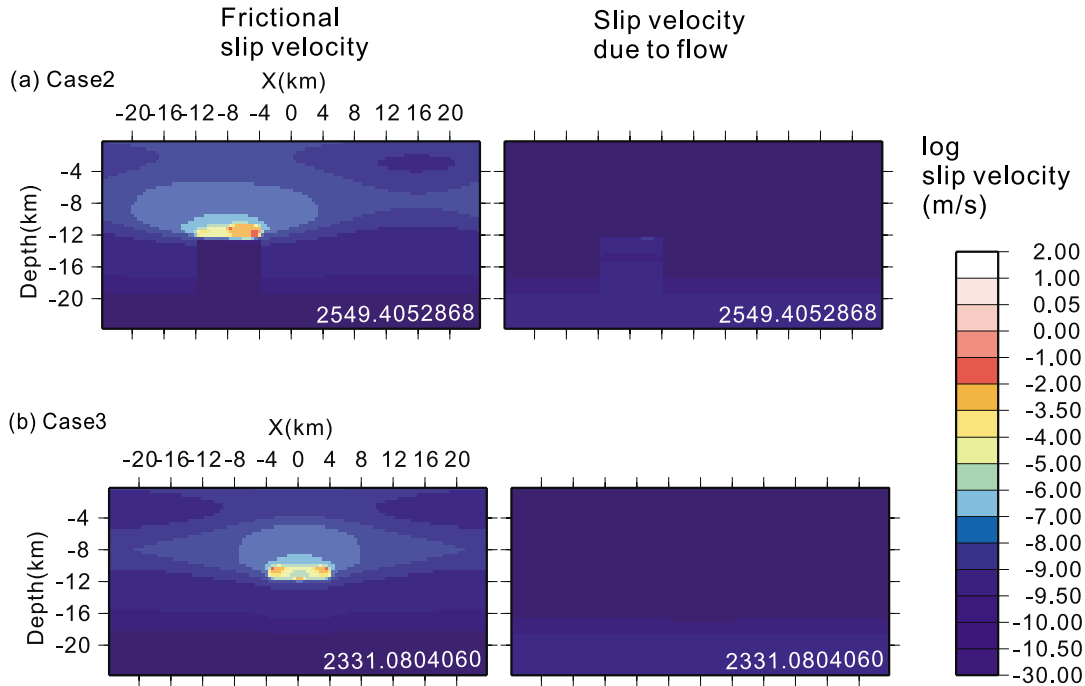 Frictional
slip velocity
Slip velocity
due to flow
(a) Case2
X(km)
-20-16-12 -8 -4 0 4 8 12 16 20
Depth(km)
-4
-8
-12
-16
-20
2549.4052868
2549.4052868
(b) Case3
X(km)
-20-16-12 -8 -4 0 4 8 12 16 20
Depth(km)
-4
-8
-12
-16
-20
2331.0804060
2331.0804060
log
slip velocity
(m/s)
2.00
1.00
0.05
0.00
-1.00
-2.00
-3.50
-4.00
-5.00
-6.00
-7.00
-8.00
-9.00
-10.00
-10.50
-30.00